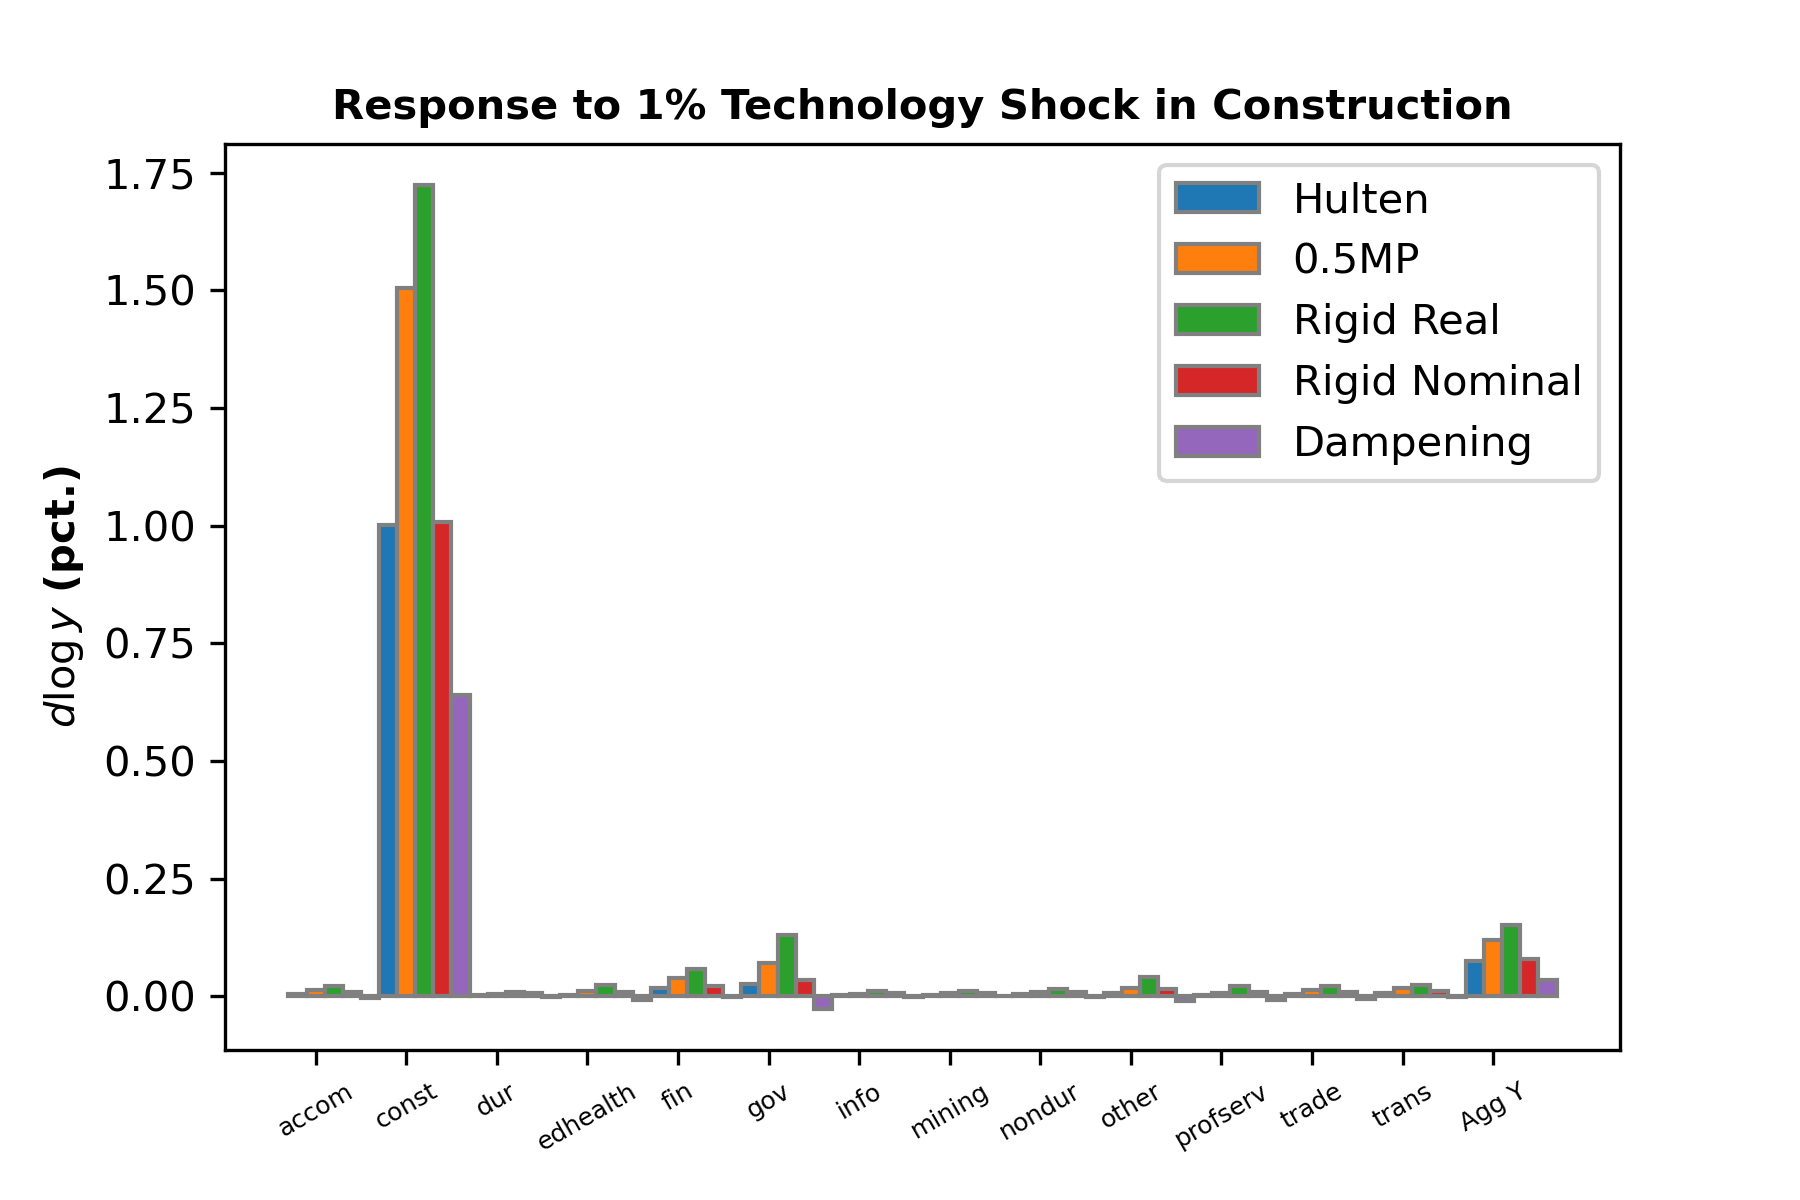 Response to 1% Technology Shock in Construction
1.75
1.50
1.25
1.00
0.75
0.50
0.25
0.00
dlog y (pct.)
Hulten
0.5MP
Rigid Real
Rigid Nominal
Dampening
accom
const
dur
edhealth
fin
gov
info
mining
nondur
other
profserv
trade
trans
Agg Y